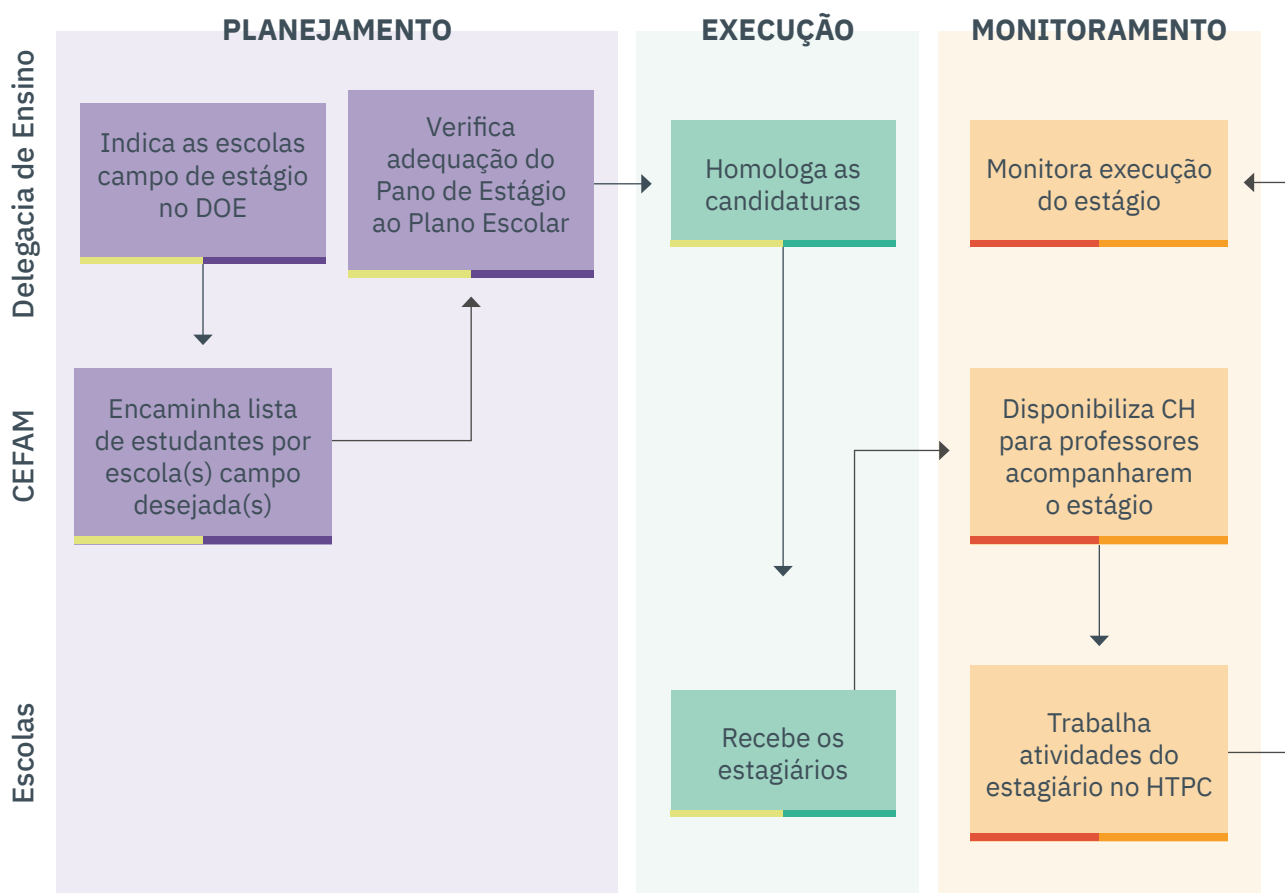 PLANEJAMENTO
EXECUÇÃO
MONITORAMENTO
Delegacia de Ensino
Indica as escolas
campo de estágio
no DOE
Verifica
adequação do
Pano de Estágio
ao Plano Escolar
Homologa as
candidaturas
Monitora execução
do estágio
CEFAM
Encaminha lista
de estudantes por
escola(s) campo
desejada(s)
Disponibiliza CH
para professores
acompanharem
o estágio
Escolas
Recebe os
estagiários
Trabalha
atividades do
estagiário no HTPC